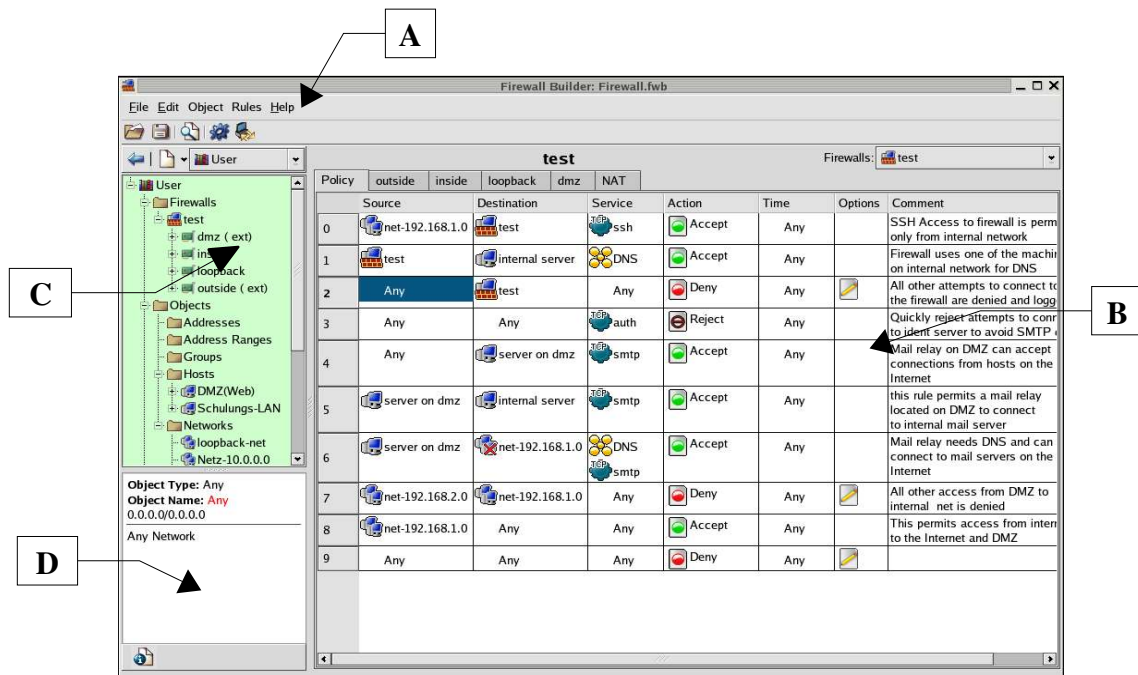 A
Firewall Builder: Firewall.fwb
File Edit Object Rules Help
User
test
Firewalls: test
User
Firewalls
test
dmz ( ext)
loopback
outside ( ext)
Objects
Addresses
Address Ranges
Groups
Hosts
DMZ(Web)
Schulungs-LAN
Networks
loopback-net
Netz-10.0.0.0
C
Object Type: Any
Object Name: Any
0.0.0.0/0.0.0.0
Any Network
D
Policy outside inside loopback dmz NAT
Source Destination Service Action Time Options Comment
0 net-192.168.1.0 test TCP ssh Accept Any SSH Access to firewall is perm
only from internal network
1 test internal server DNS Accept Any Firewall uses one of the machin
on internal network for DNS
2 Any test Any Deny Any All other attempts to connect to
the firewall are denied and logg
3 Any Any TCP auth Reject Any Quickly reject attempts to conr
to ident server to avoid SMTP
4 Any server on dmz TCP smtp Accept Any Mail relay on DMZ can accept
connections from hosts on the
Internet
5 server on dmz internal server TCP smtp Accept Any this rule permits a mail relay
located on DMZ to connect
to internal mail server
6 server on dmz net-192.168.1.0 DNS TCP smtp Accept Any Mail relay needs DNS and can
connect to mail servers on the
Internet
7 net-192.168.2.0 net-192.168.1.0 Any Deny Any All other access from DMZ to
internal net is denied
8 net-192.168.1.0 Any Any Accept Any This permits access from intern
to the Internet and DMZ
9 Any Any Any Deny Any
B